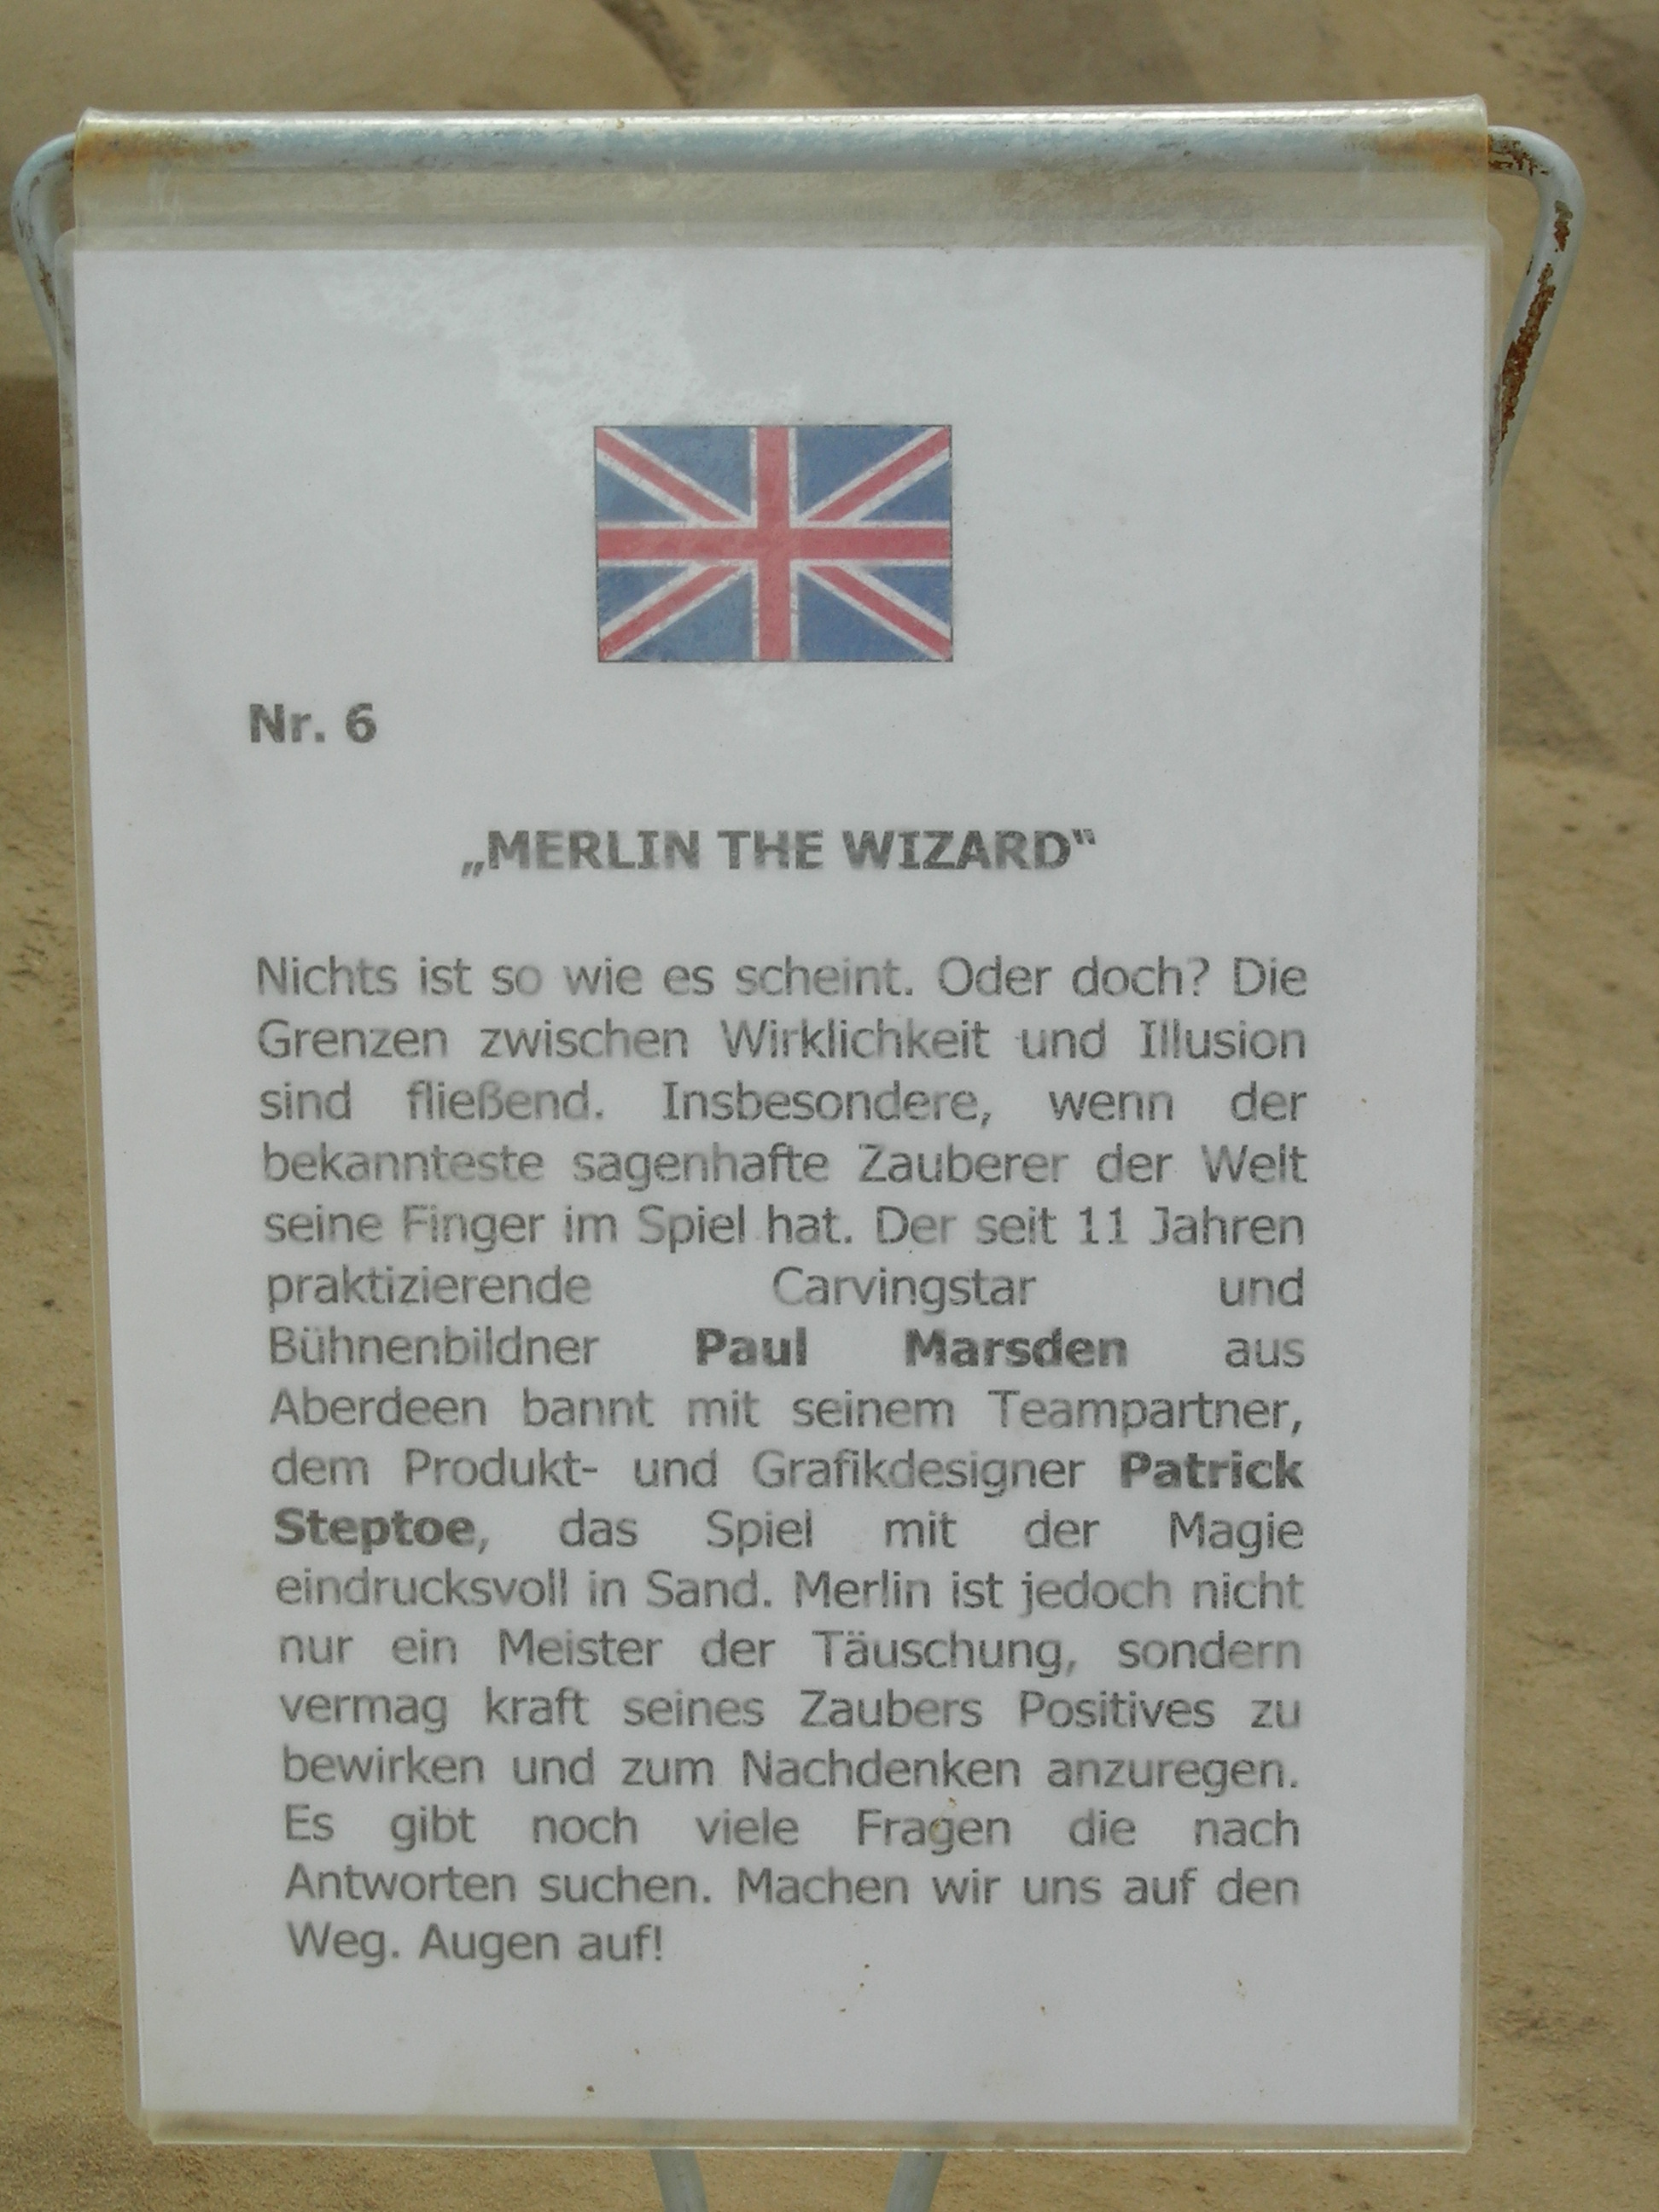 Nr. 6
„MERLIN THE WIZARD“
Nichts ist so wie es scheint. Oder doch? Die
Grenzen zwischen Wirklichkeit und Illusion
sind fließend. Insbesondere, wenn der
bekannteste sagenhafte Zauberer der Welt
seine Finger im Spiel hat. Der seit 11 Jahren
praktizierende Carvingstar und
Bühnenbildner Paul Marsden aus
Aberdeen bannt mit seinem Teampartner,
dem Produkt- und Grafikdesigner Patrick
Steptoe, das Spiel mit der Magie
eindrucksvoll in Sand. Merlin ist jedoch nicht
nur ein Meister der Täuschung, sondern
vermag kraft seines Zaubers Positives zu
bewirken und zum Nachdenken anzuregen.
Es gibt noch viele Fragen die nach
Antworten suchen. Machen wir uns auf den
Weg. Augen auf!